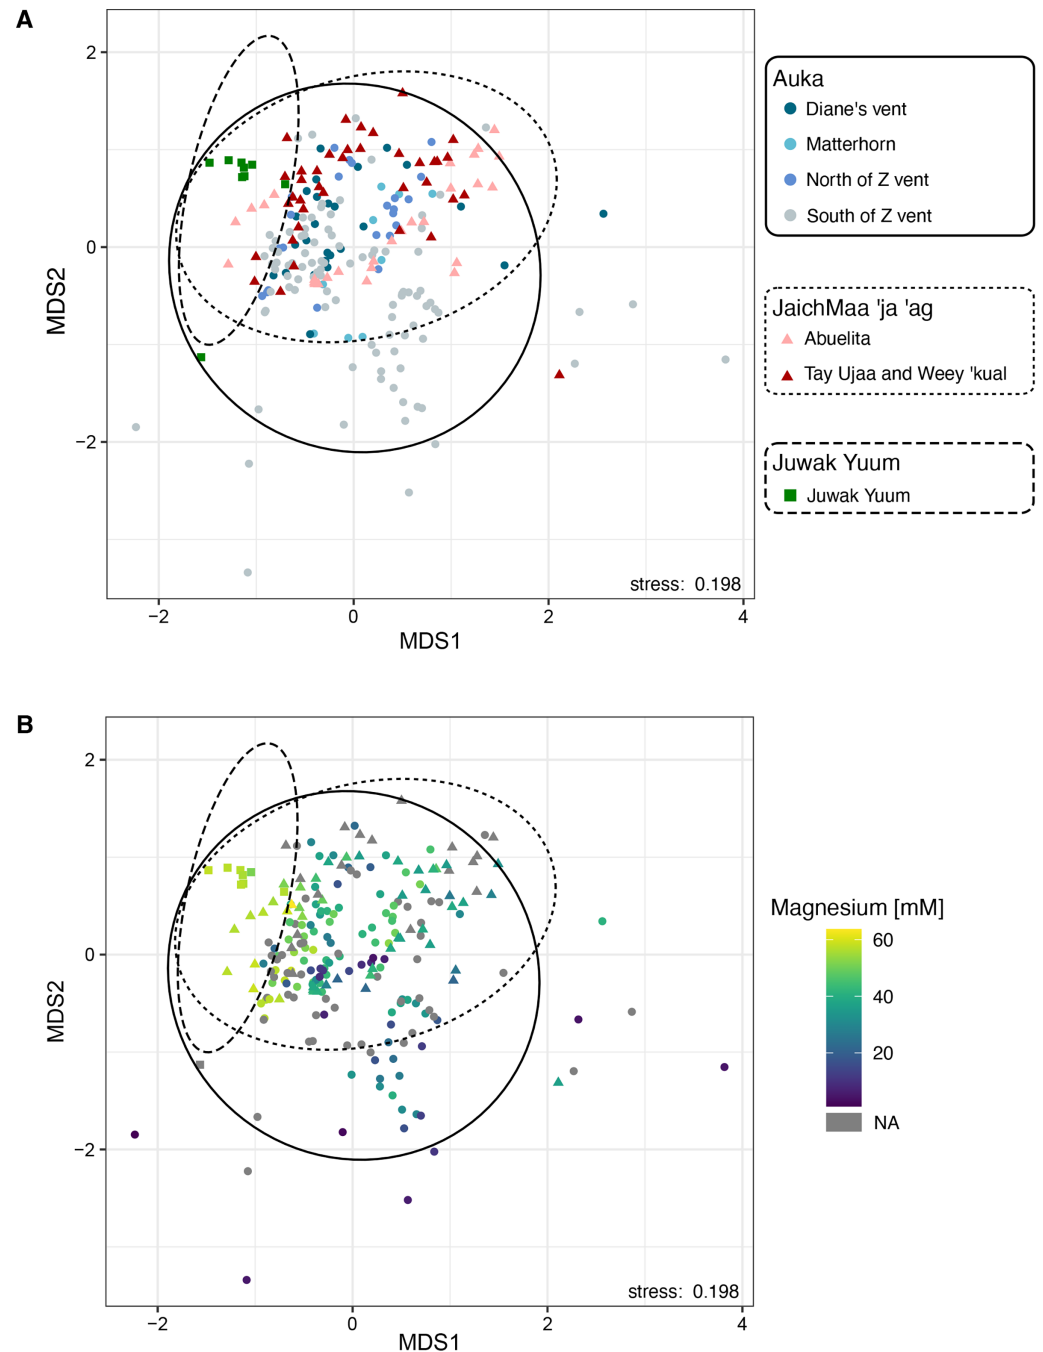 A
2
0
−2
MDS2
−2
0
2
4
MDS1
stress: 0.198
Auka
Diane's vent
Matterhorn
North of Z vent
South of Z vent
JaichMaa 'ja 'ag
Abuelita
Tay Ujaa and Weey 'kual
Juwak Yuum
Juwak Yuum
B
2
0
−2
MDS2
−2
0
2
4
MDS1
stress: 0.198
Magnesium [mM]
60
40
20
NA